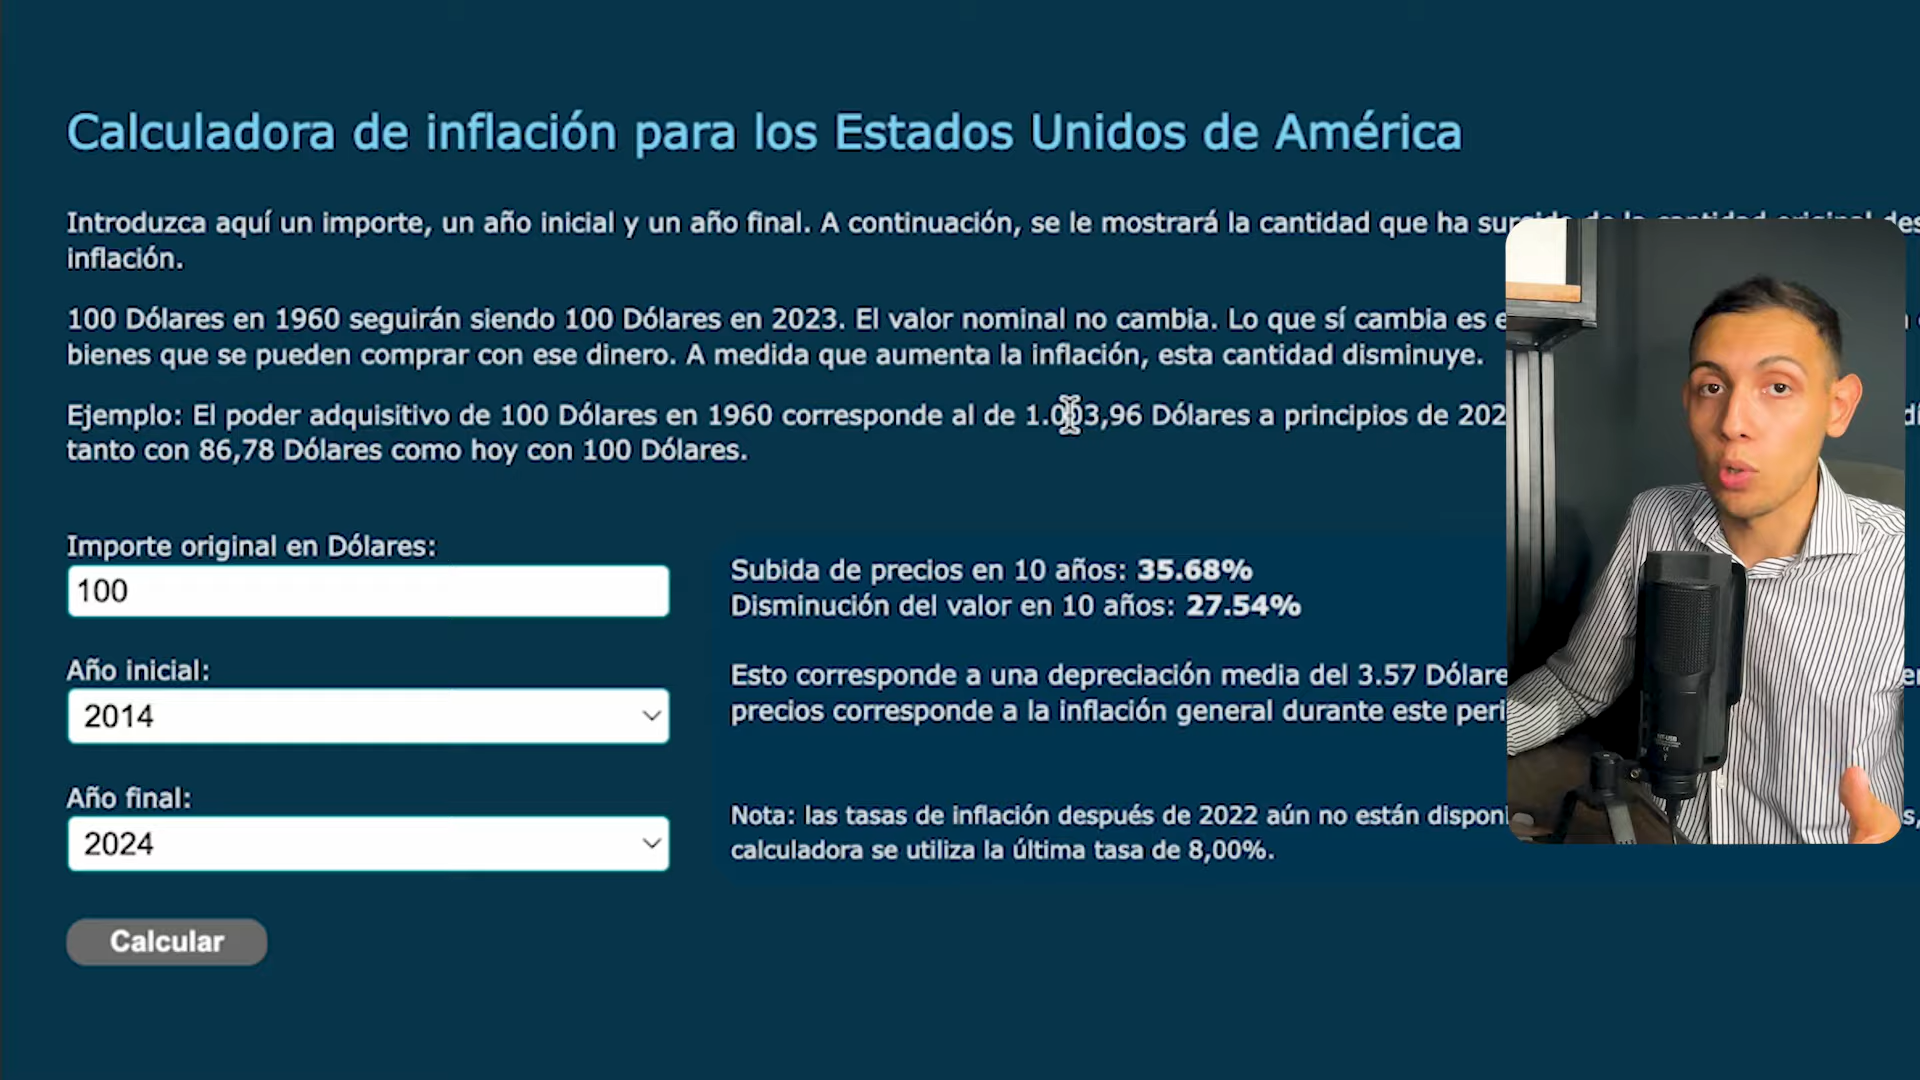 Calculadora de inflación para los Estados Unidos de América
Introduzca aquí un importe, un año inicial y un año final. A continuación, se le mostrará la cantidad que ha surgido de la cantidad original
inflación.
100 Dólares en 1960 seguirán siendo 100 Dólares en 2023. El valor nominal no cambia. Lo que sí cambia es
bienes que se pueden comprar con ese dinero. A medida que aumenta la inflación, esta cantidad disminuye.
Ejemplo: El poder adquisitivo de 100 Dólares en 1960 corresponde al de 1.003,96 Dólares a principios de
tanto con 86,78 Dólares como hoy con 100 Dólares.
Importe original en Dólares:
100
Subida de precios en 10 años: 35.68%
Disminución del valor en 10 años: 27.54%
Año inicial:
2014
Esto corresponde a una depreciación media del 3.57
precios corresponde a la inflación general durante este
Año final:
2024
Nota: las tasas de inflación después de 2022 aún no están
calculadora se utiliza la última tasa de 8,00%.
Calcular